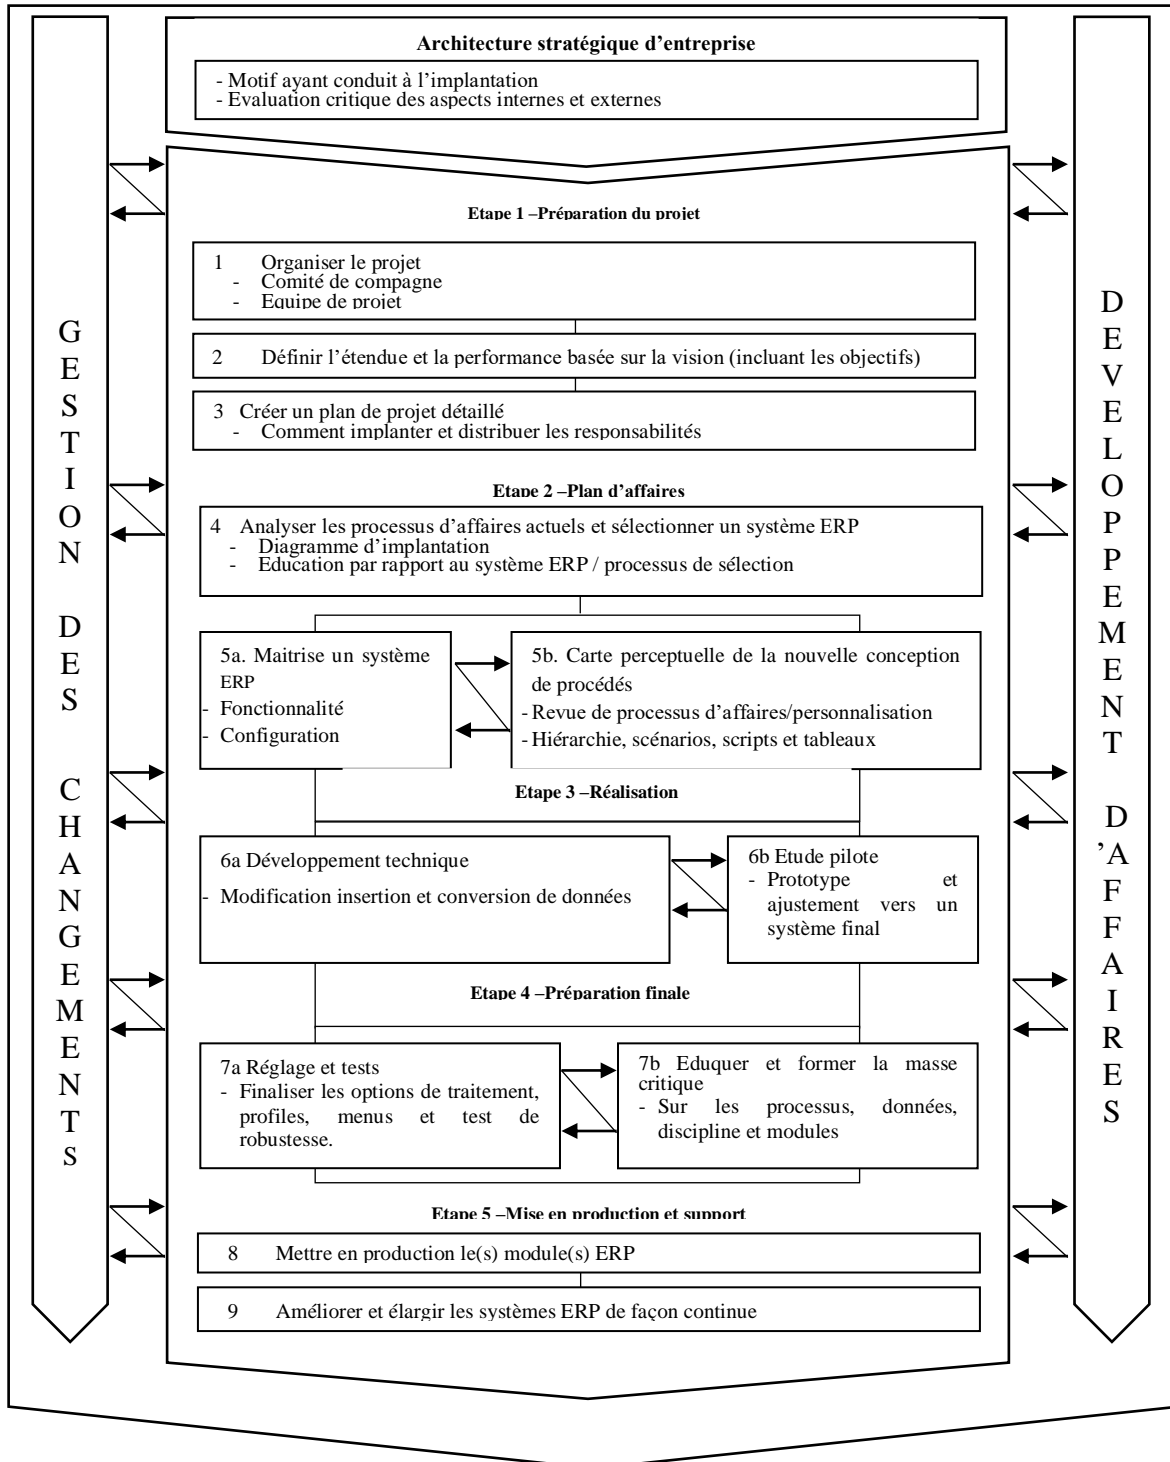 Architecture stratégique d’entreprise
- Motif ayant conduit à l’implantation
- Evaluation critique des aspects internes et externes
Etape 1 –Préparation du projet
1 Organiser le projet
- Comité de compagne
- Equipe de projet
2 Définir l’étendue et la performance basée sur la vision (incluant les objectifs)
3 Créer un plan de projet détaillé
- Comment implanter et distribuer les responsabilités
Etape 2 –Plan d’affaires
4 Analyser les processus d’affaires actuels et sélectionner un système ERP
- Diagramme d’implantation
- Education par rapport au système ERP / processus de sélection
5a. Maitrise un système
ERP
- Fonctionnalité
- Configuration
5b. Carte perceptuelle de la nouvelle conception
de procédés
- Revue de processus d’affaires/personnalisation
- Hiérarchie, scénarios, scripts et tableaux
Etape 3 –Réalisation
6a Développement technique
- Modification insertion et conversion de données
6b Etude pilote
- Prototype et
ajustement vers un
système final
Etape 4 –Préparation finale
7a Réglage et tests
- Finaliser les options de traitement,
profiles, menus et test de
robustesse.
7b Eduquer et former la masse
critique
- Sur les processus, données,
discipline et modules
Etape 5 –Mise en production et support
8 Mettre en production le(s) module(s) ERP
9 Améliorer et élargir les systèmes ERP de façon continue
GESTION DES CHANGEMENTS
DEVELOPPEMENT D’AFFAIRES